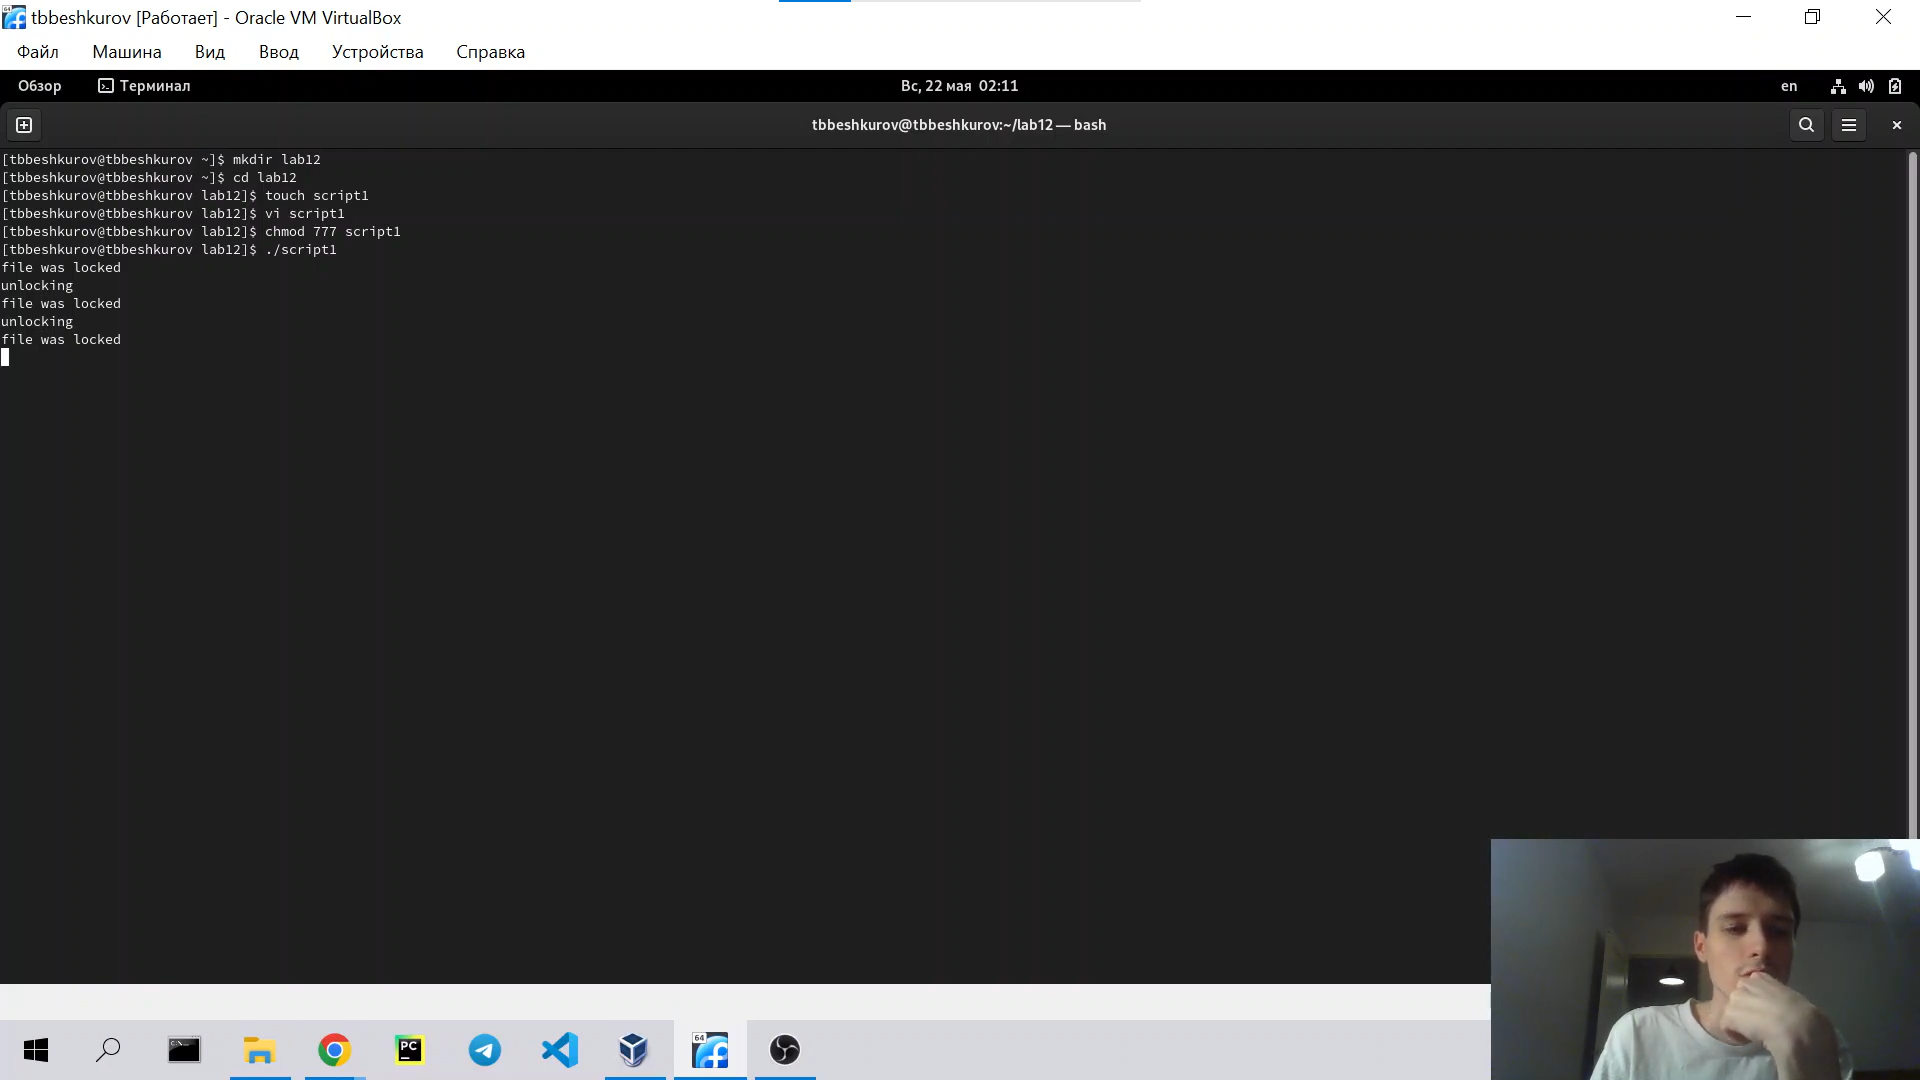 tbbeshkurov [Работает] - Oracle VM VirtualBox
Файл Машина Вид Ввод Устройства Справка
Обзор Терминал Вс, 22 мая 02:11 en
tbbeshkurov@tbbeshkurov:~/lab12 — bash
[tbbeshkurov@tbbeshkurov ~]$ mkdir lab12
[tbbeshkurov@tbbeshkurov ~]$ cd lab12
[tbbeshkurov@tbbeshkurov lab12]$ touch script1
[tbbeshkurov@tbbeshkurov lab12]$ vi script1
[tbbeshkurov@tbbeshkurov lab12]$ chmod 777 script1
[tbbeshkurov@tbbeshkurov lab12]$ ./script1
file was locked
unlocking
file was locked
unlocking
file was locked
PC
64